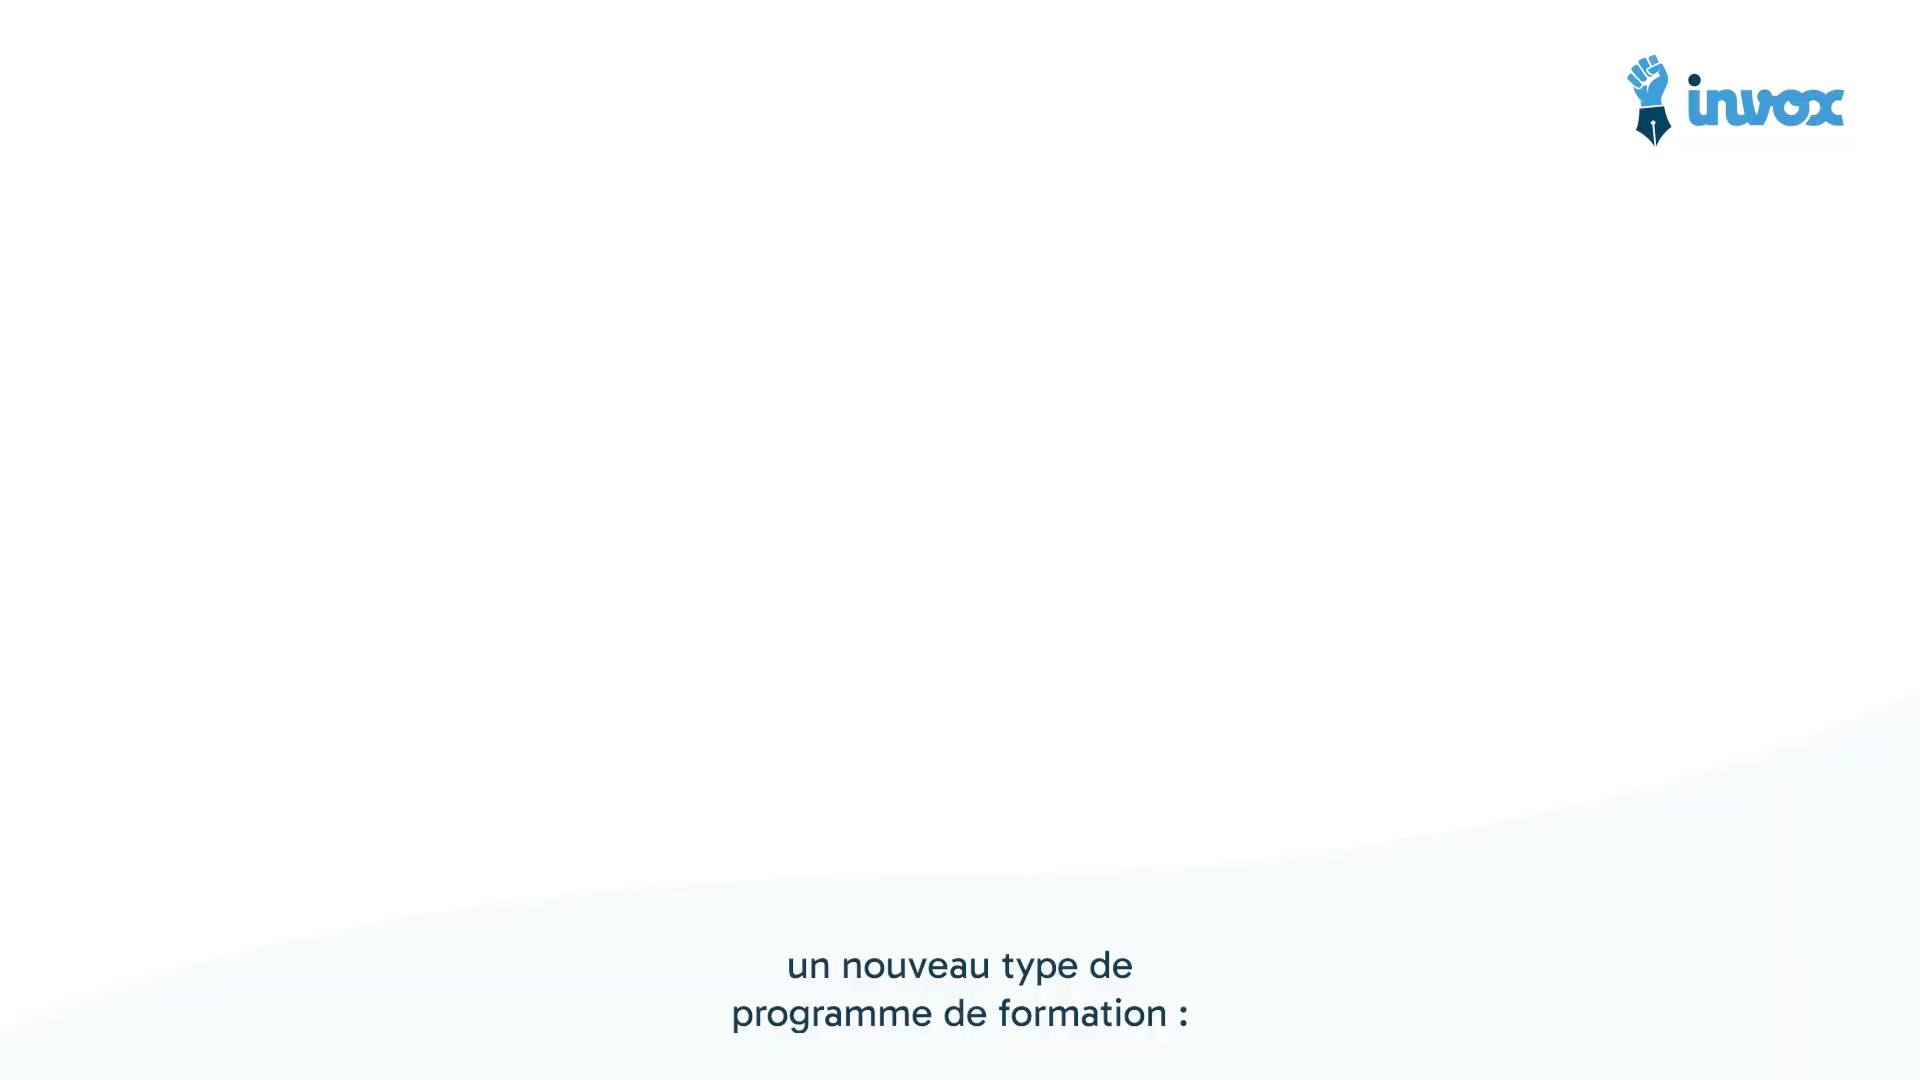 invox
un nouveau type de
programme de formation :